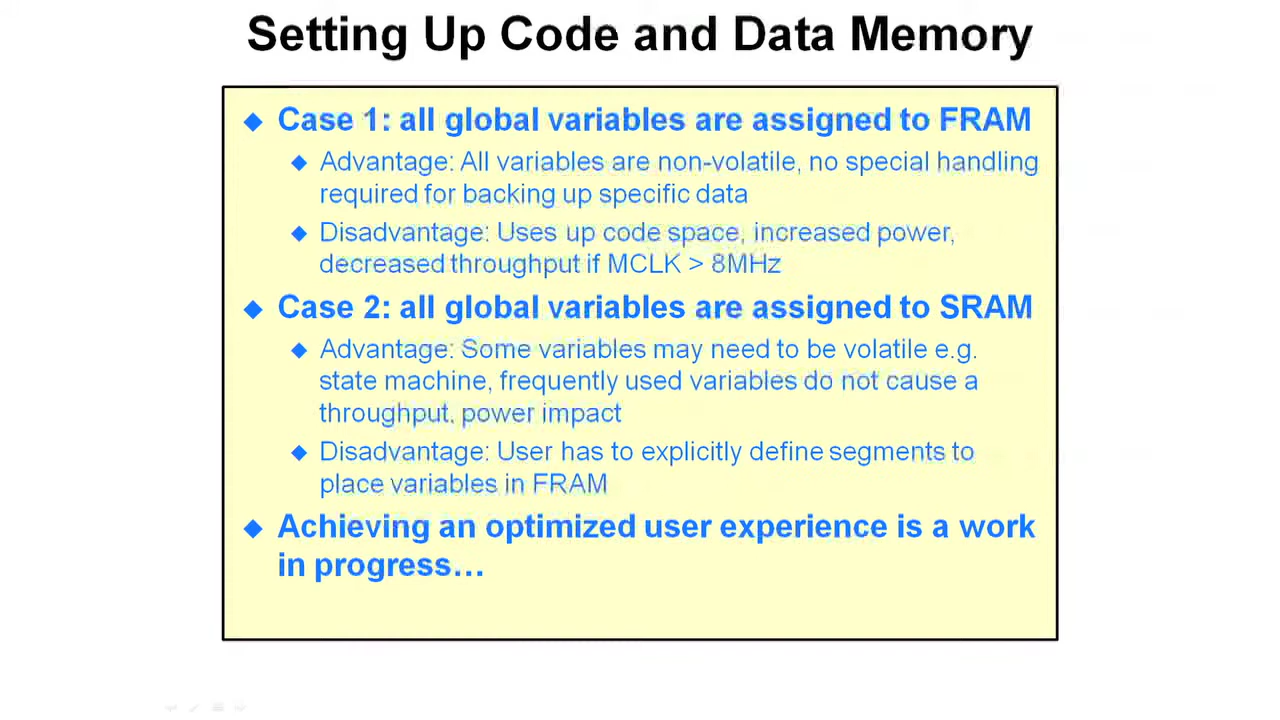 Setting Up Code and Data Memory
Case 1: all global variables are assigned to FRAM
Advantage: All variables are non-volatile, no special handling
required for backing up specific data
Disadvantage: Uses up code space, increased power,
decreased throughput if MCLK > 8MHz
Case 2: all global variables are assigned to SRAM
Advantage: Some variables may need to be volatile e.g.
state machine, frequently used variables do not cause a
throughput, power impact
Disadvantage: User has to explicitly define segments to
place variables in FRAM
Achieving an optimized user experience is a work
in progress…